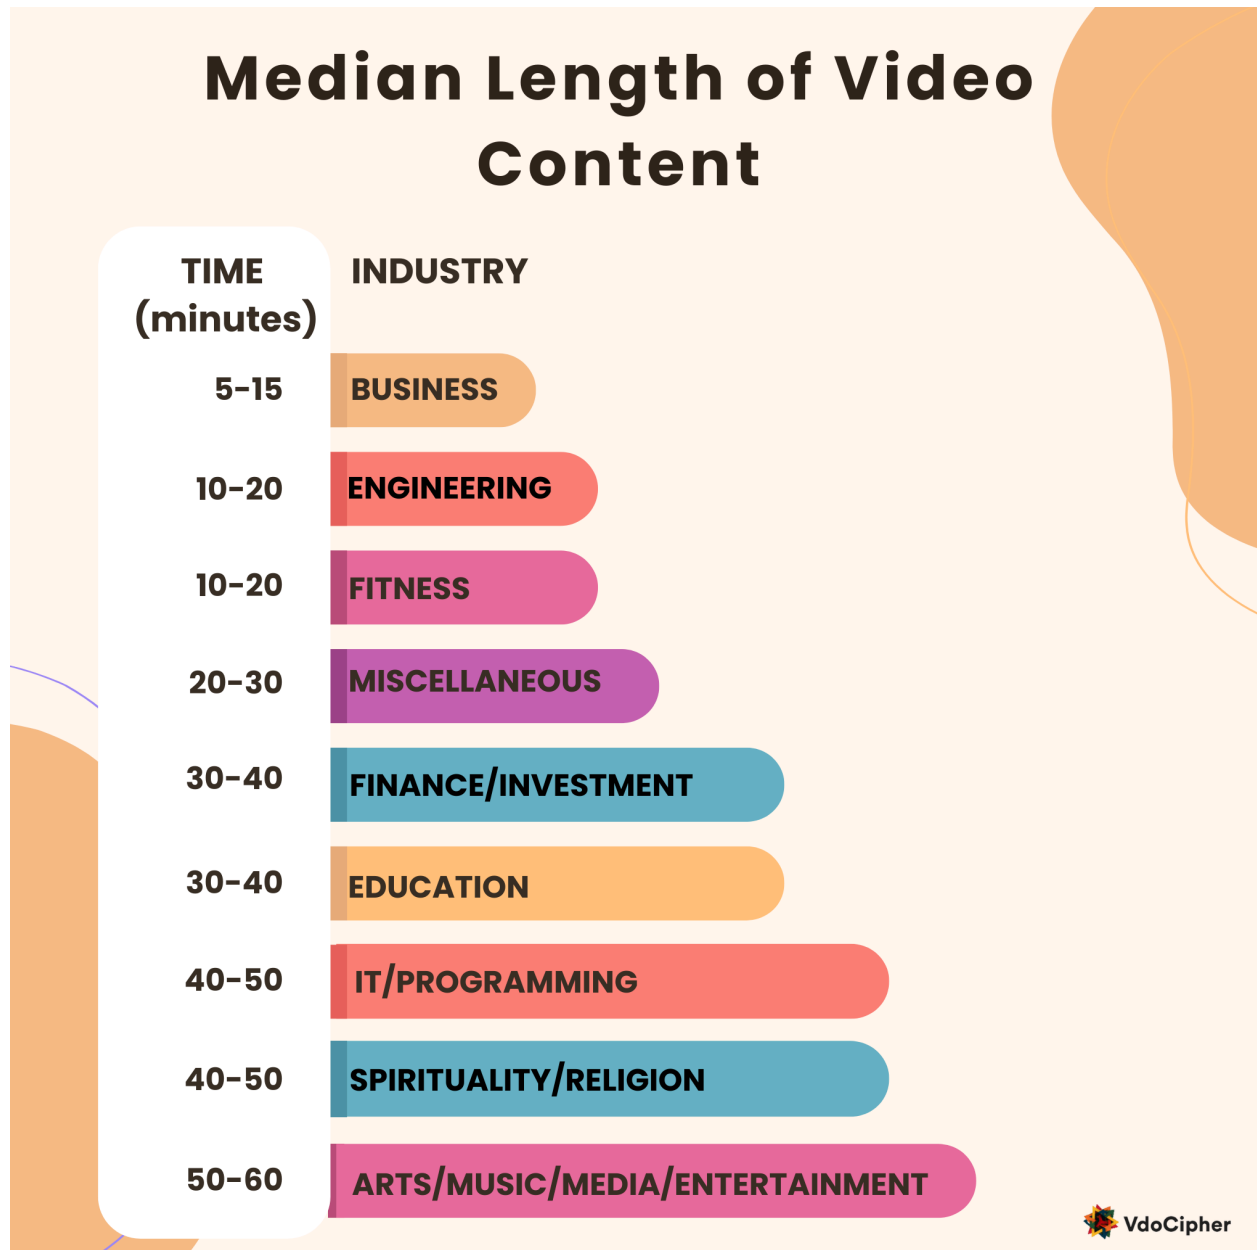 Median Length of Video
Content
TIME
(minutes)
INDUSTRY
5-15 BUSINESS
10-20 ENGINEERING
10-20 FITNESS
20-30 MISCELLANEOUS
30-40 FINANCE/INVESTMENT
30-40 EDUCATION
40-50 IT/PROGRAMMING
40-50 SPIRITUALITY/RELIGION
50-60 ARTS/MUSIC/MEDIA/ENTERTAINMENT
VdoCipher